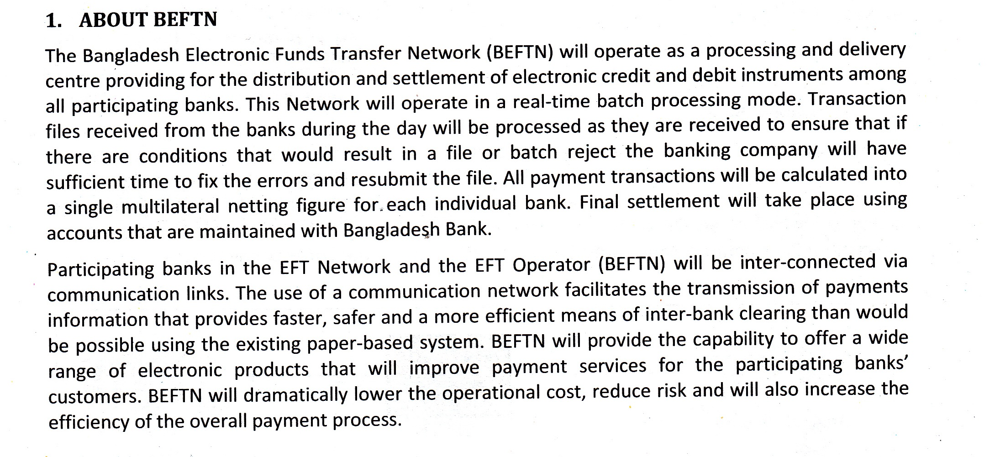 1. ABOUT BEFTN
The Bangladesh Electronic Funds Transfer Network (BEFTN) will operate as a processing and delivery
centre providing for the distribution and settlement of electronic credit and debit instruments among
all participating banks. This Network will operate in a real-time batch processing mode. Transaction
files received from the banks during the day will be processed as they are received to ensure that if
there are conditions that would result in a file or batch reject the banking company will have
sufficient time to fix the errors and resubmit the file. All payment transactions will be calculated into
a single multilateral netting figure for each individual bank. Final settlement will take place using
accounts that are maintained with Bangladesh Bank.
Participating banks in the EFT Network and the EFT Operator (BEFTN) will be inter-connected via
communication links. The use of a communication network facilitates the transmission of payments
information that provides faster, safer and a more efficient means of inter-bank clearing than would
be possible using the existing paper-based system. BEFTN will provide the capability to offer a wide
range of electronic products that will improve payment services for the participating banks’
customers. BEFTN will dramatically lower the operational cost, reduce risk and will also increase the
efficiency of the overall payment process.